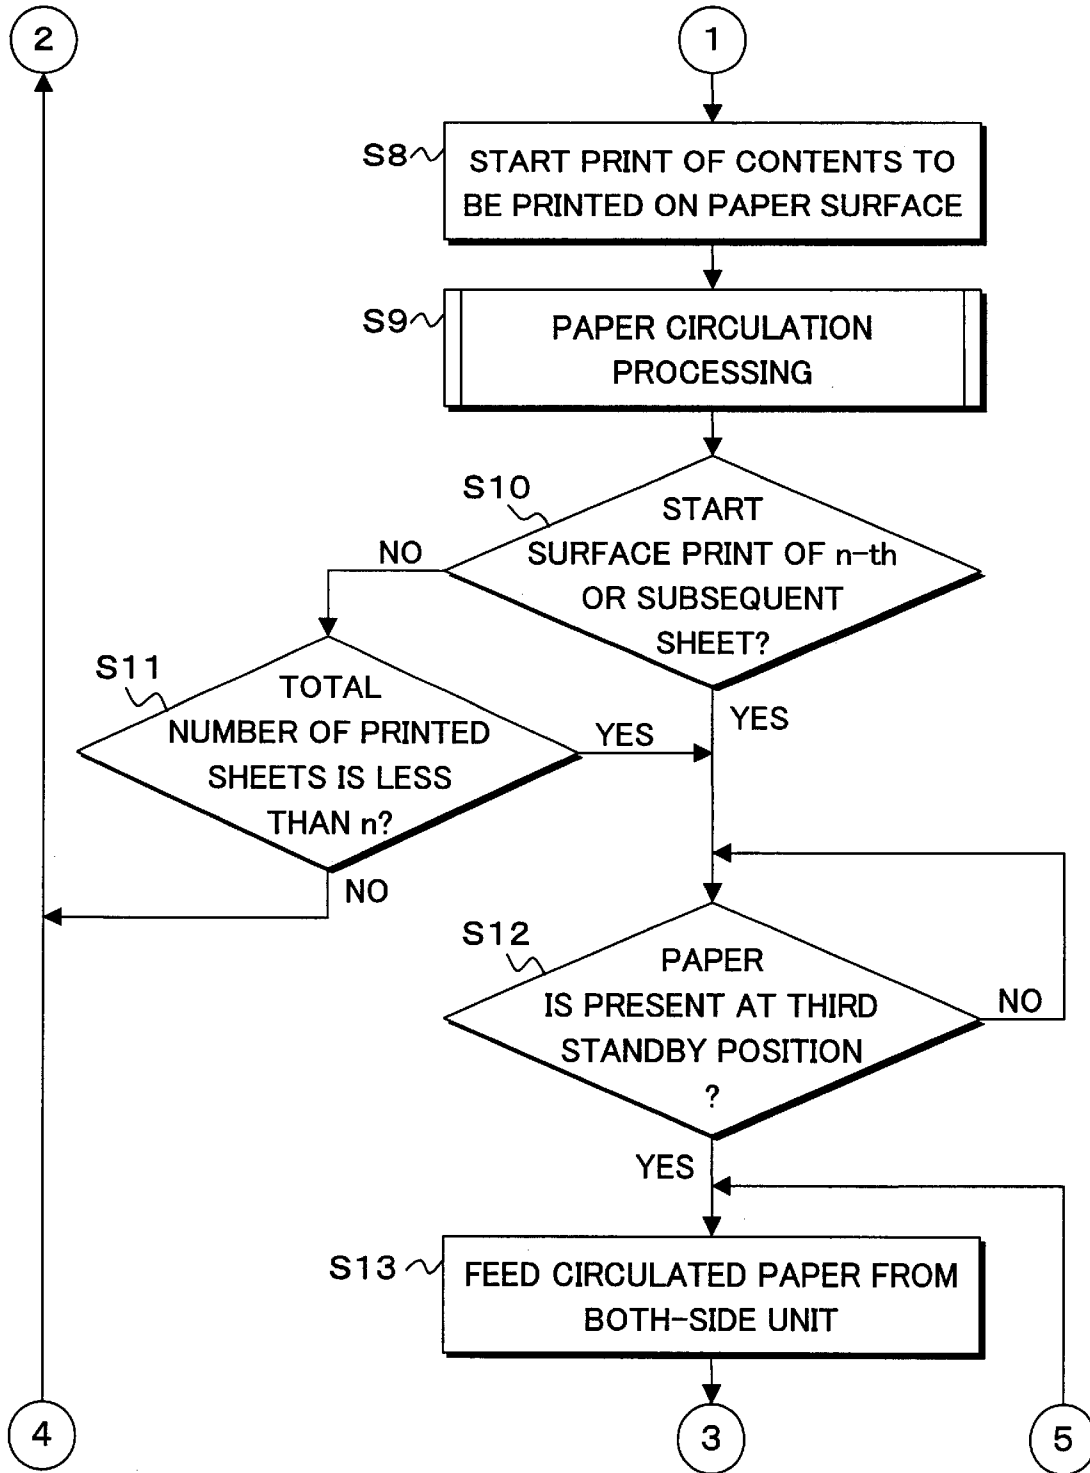 2
1
S8
START PRINT OF CONTENTS TO
BE PRINTED ON PAPER SURFACE
S9
PAPER CIRCULATION
PROCESSING
S10
START
SURFACE PRINT OF n-th
OR SUBSEQUENT
SHEET?
NO
YES
S11
TOTAL
NUMBER OF PRINTED
SHEETS IS LESS
THAN n?
YES
NO
S12
PAPER
IS PRESENT AT THIRD
STANDBY POSITION
?
NO
YES
S13
FEED CIRCULATED PAPER FROM
BOTH-SIDE UNIT
4
3
5